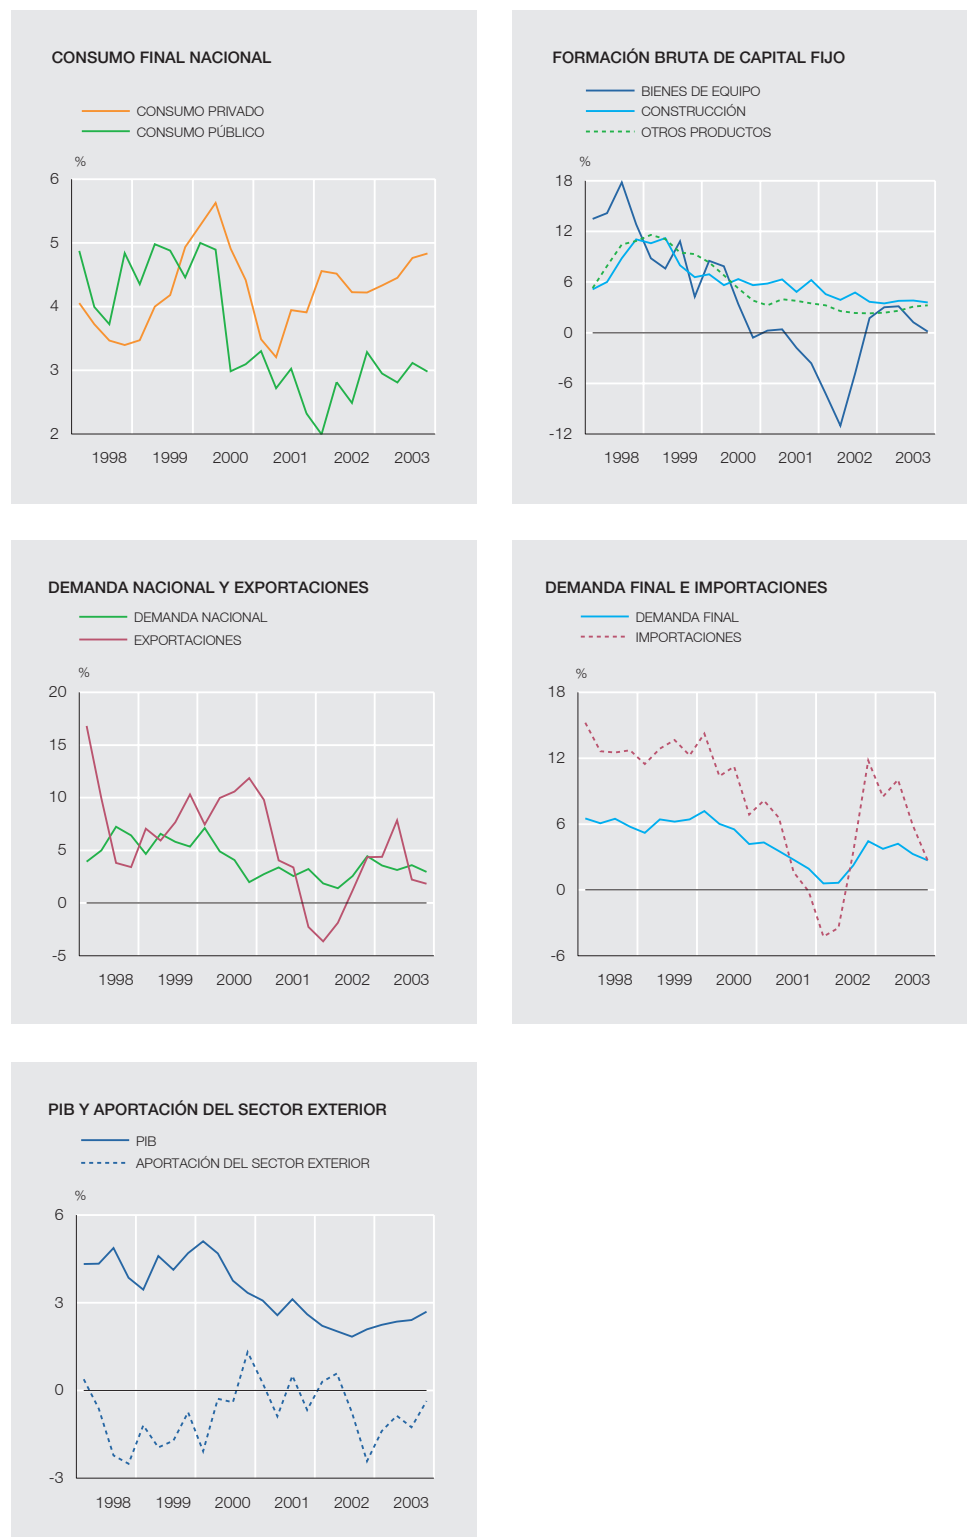 CONSUMO FINAL NACIONAL
CONSUMO PRIVADO
CONSUMO PÚBLICO
%
6
5
4
3
2
1998 1999 2000 2001 2002 2003
FORMACIÓN BRUTA DE CAPITAL FIJO
BIENES DE EQUIPO
CONSTRUCCIÓN
OTROS PRODUCTOS
%
18
12
6
0
-6
-12
1998 1999 2000 2001 2002 2003
DEMANDA NACIONAL Y EXPORTACIONES
DEMANDA NACIONAL
EXPORTACIONES
%
20
15
10
5
0
-5
1998 1999 2000 2001 2002 2003
DEMANDA FINAL E IMPORTACIONES
DEMANDA FINAL
IMPORTACIONES
%
18
12
6
0
-6
1998 1999 2000 2001 2002 2003
PIB Y APORTACIÓN DEL SECTOR EXTERIOR
PIB
APORTACIÓN DEL SECTOR EXTERIOR
%
6
3
0
-3
1998 1999 2000 2001 2002 2003